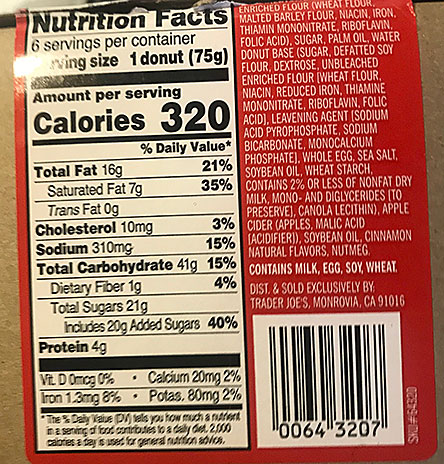 Nutrition Facts
6 servings per container
size 1 donut (75g)
Amount per serving
Calories 320
% Daily Value*
Total Fat 16g 21%
Saturated Fat 7g 35%
Trans Fat 0g
Cholesterol 10mg 3%
Sodium 310mg 15%
Total Carbohydrate 41g 15%
Dietary Fiber 1g 4%
Total Sugars 21g
Includes 20g Added Sugars 40%
Protein 4g
Vit. D 0mcg 0% • Calcium 20mg 2%
Iron 1.3mg 8% • Potas. 80mg 2%
*The % Daily Value (DV) tells you how much a nutrient
in a serving of food contributes to a daily diet. 2,000
calories a day is used for general nutrition advice.
ENRICHED FLOUR (WHEAT FLOUR,
MALTED BARLEY FLOUR, NIACIN, IRON,
THIAMIN MONONITRATE, RIBOFLAVIN,
FOLIC ACID), SUGAR, PALM OIL, WATER
DONUT BASE (SUGAR, DEFATTED SOY
FLOUR, DEXTROSE, UNBLEACHED
ENRICHED FLOUR [WHEAT FLOUR,
NIACIN, REDUCED IRON, THIAMINE
MONONITRATE, RIBOFLAVIN, FOLIC
ACID], LEAVENING AGENT [SODIUM
ACID PYROPHOSPHATE, SODIUM
BICARBONATE, MONOCALCIUM
PHOSPHATE], WHOLE EGG, SEA SALT,
SOYBEAN OIL, WHEAT STARCH,
CONTAINS 2% OR LESS OF NONFAT DRY
MILK, MONO- AND DIGLYCERIDES [TO
PRESERVE], CANOLA LECITHIN), APPLE
CIDER (APPLES, MALIC ACID
[ACIDIFIER]), SOYBEAN OIL, CINNAMON
NATURAL FLAVORS, NUTMEG.
CONTAINS MILK, EGG, SOY, WHEAT.
DIST. & SOLD EXCLUSIVELY BY:
TRADER JOE'S, MONROVIA, CA 91016
0064 3207
SKU#64320